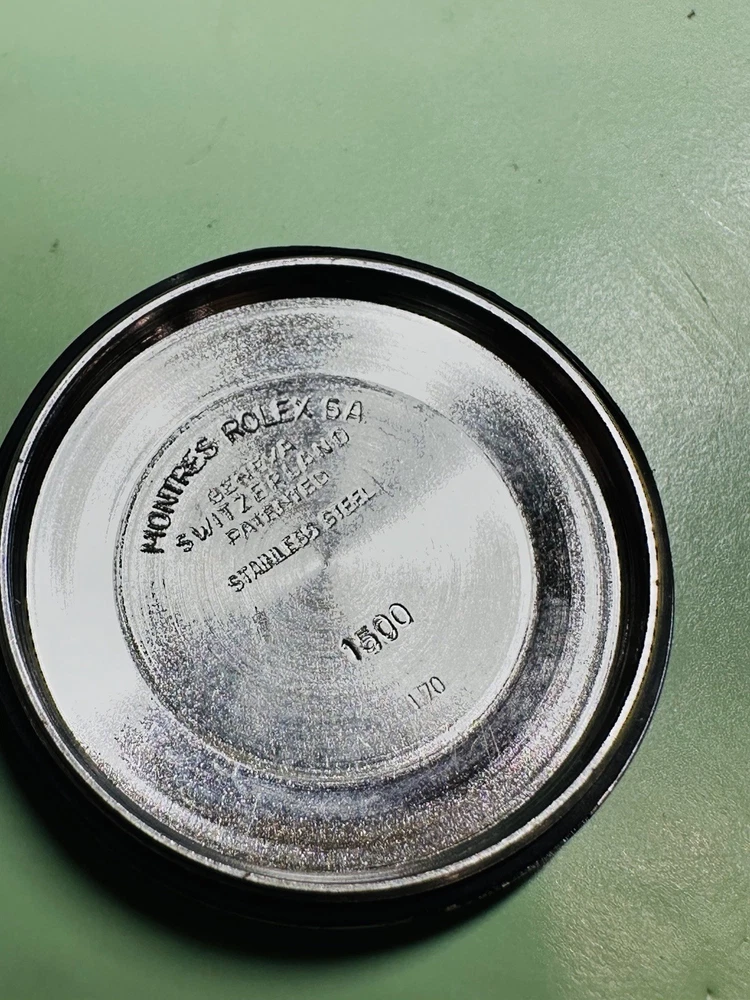 MONTRES ROLEX SA
GENEVA
SWITZERLAND
PATENTED
STAINLESS STEEL
1500
I.70